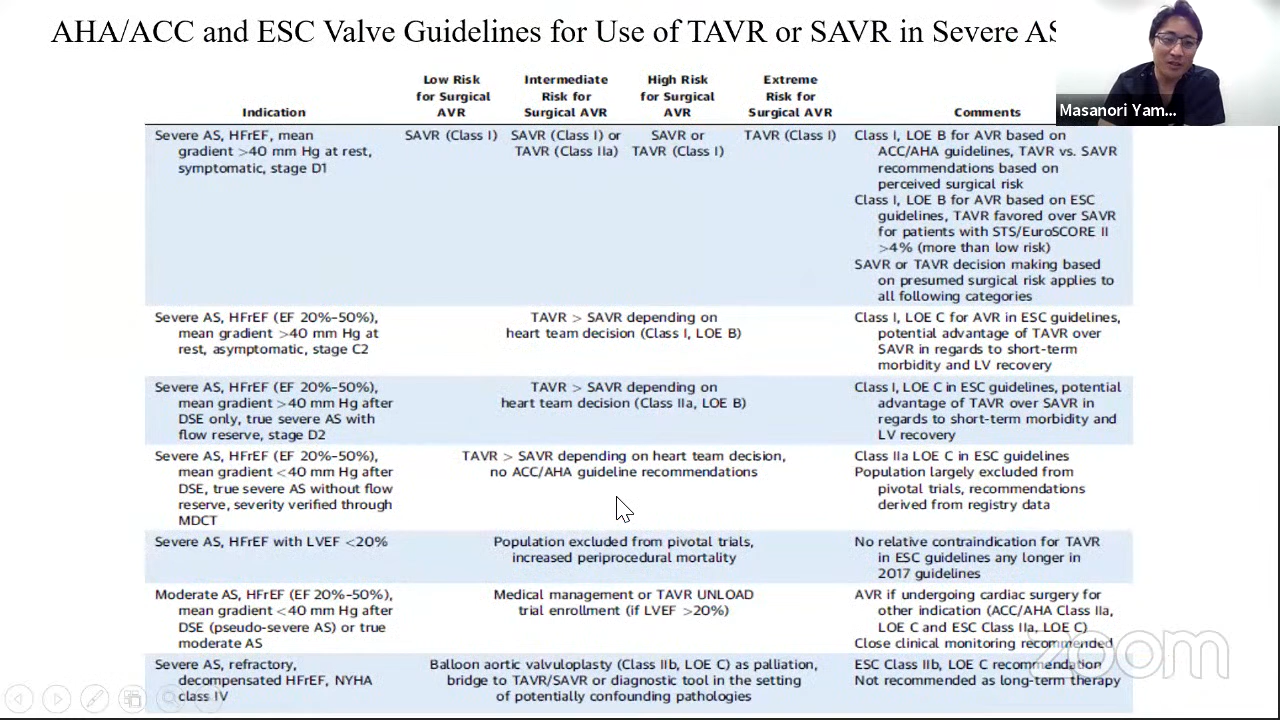 AHA/ACC and ESC Valve Guidelines for Use of TAVR or SAVR in Severe AS
Masanori Yam...
Indication
Low Risk
for Surgical
AVR
Intermediate
Risk for
Surgical AVR
High Risk
for Surgical
AVR
Extreme
Risk for
Surgical AVR
Comments
Severe AS, HFrEF, mean
gradient >40 mm Hg at rest,
symptomatic, stage D1
SAVR (Class I)
SAVR (Class I) or
TAVR (Class IIa)
SAVR or
TAVR (Class I)
TAVR (Class I)
Class I, LOE B for AVR based on
ACC/AHA guidelines, TAVR vs. SAVR
recommendations based on
perceived surgical risk
Class I, LOE B for AVR based on ESC
guidelines, TAVR favored over SAVR
for patients with STS/EuroSCORE II
>4% (more than low risk)
SAVR or TAVR decision making based
on presumed surgical risk applies to
all following categories
Severe AS, HFrEF (EF 20%–50%),
mean gradient >40 mm Hg at
rest, asymptomatic, stage C2
TAVR > SAVR depending on
heart team decision (Class I, LOE B)
Class I, LOE C for AVR in ESC guidelines,
potential advantage of TAVR over
SAVR in regards to short-term
morbidity and LV recovery
Severe AS, HFrEF (EF 20%–50%),
mean gradient >40 mm Hg after
DSE only, true severe AS with
flow reserve, stage D2
TAVR > SAVR depending on
heart team decision (Class IIa, LOE B)
Class I, LOE C in ESC guidelines, potential
advantage of TAVR over SAVR in
regards to short-term morbidity and
LV recovery
Severe AS, HFrEF (EF 20%–50%),
mean gradient <40 mm Hg after
DSE, true severe AS without flow
reserve, severity verified through
MDCT
TAVR > SAVR depending on heart team decision,
no ACC/AHA guideline recommendations
Class IIa LOE C in ESC guidelines
Population largely excluded from
pivotal trials, recommendations
derived from registry data
Severe AS, HFrEF with LVEF <20%
Population excluded from pivotal trials,
increased periprocedural mortality
No relative contraindication for TAVR
in ESC guidelines any longer in
2017 guidelines
Moderate AS, HFrEF (EF 20%–50%),
mean gradient <40 mm Hg after
DSE (pseudo-severe AS) or true
moderate AS
Medical management or TAVR UNLOAD
trial enrollment (if LVEF >20%)
AVR if undergoing cardiac surgery for
other indication (ACC/AHA Class IIa,
LOE C and ESC Class IIa, LOE C)
Close clinical monitoring recommended
Severe AS, refractory,
decompensated HFrEF, NYHA
class IV
Balloon aortic valvuloplasty (Class IIb, LOE C) as palliation,
bridge to TAVR/SAVR or diagnostic tool in the setting
of potentially confounding pathologies
ESC Class IIb, LOE C recommendation
Not recommended as long-term therapy
zoom